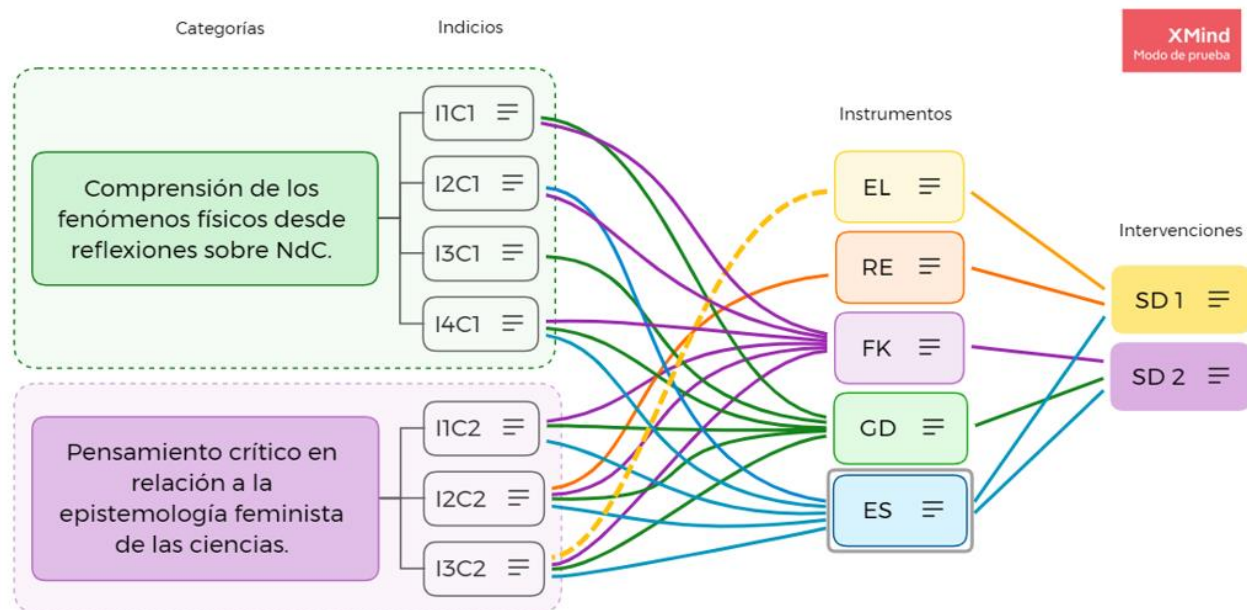 Categorías
Indicios
XMind
Modo de prueba
Comprensión de los
fenómenos físicos desde
reflexiones sobre NdC.
I1C1
I2C1
I3C1
I4C1
Pensamiento crítico en
relación a la
epistemología feminista
de las ciencias.
I1C2
I2C2
I3C2
Instrumentos
EL
RE
FK
GD
ES
Intervenciones
SD 1
SD 2